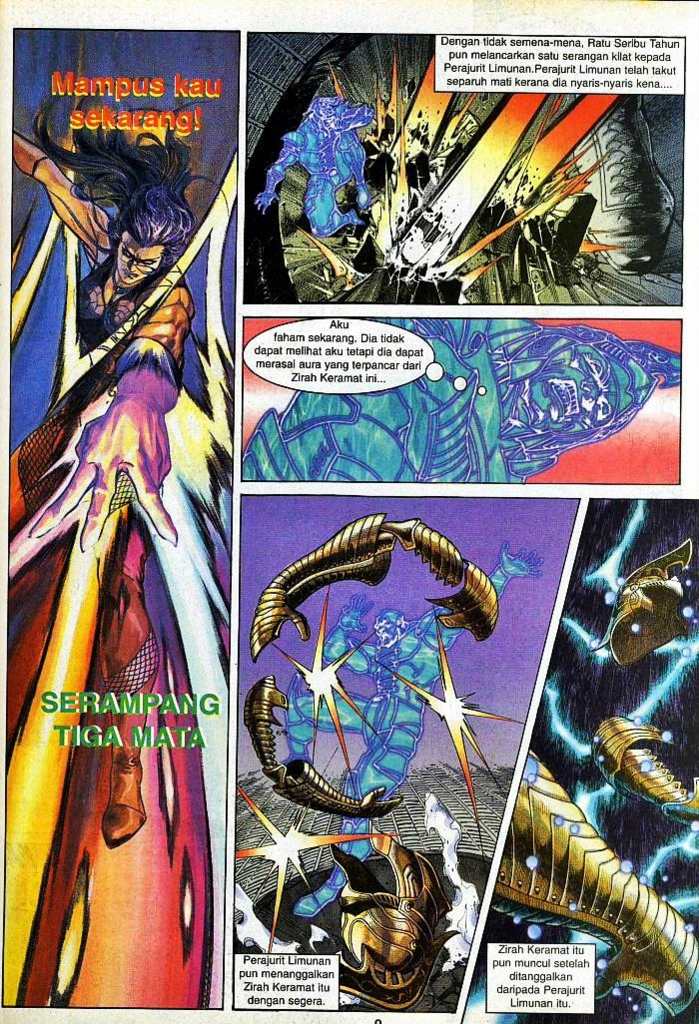 Mampus kau
sekarang!
SERAMPANG
TIGA MATA
Dengan tidak semena-mena, Ratu Seribu Tahun
pun melancarkan satu serangan kilat kepada
Perajurit Limunan.Perajurit Limunan telah takut
separuh mati kerana dia nyaris-nyaris kena....
Aku
faham sekarang. Dia tidak
dapat melihat aku tetapi dia dapat
merasai aura yang terpancar dari
Zirah Keramat ini...
Perajurit Limunan
pun menanggalkan
Zirah Keramat itu
dengan segera.
Zirah Keramat itu
pun muncul setelah
ditanggalkan
daripada Perajurit
Limunan itu.